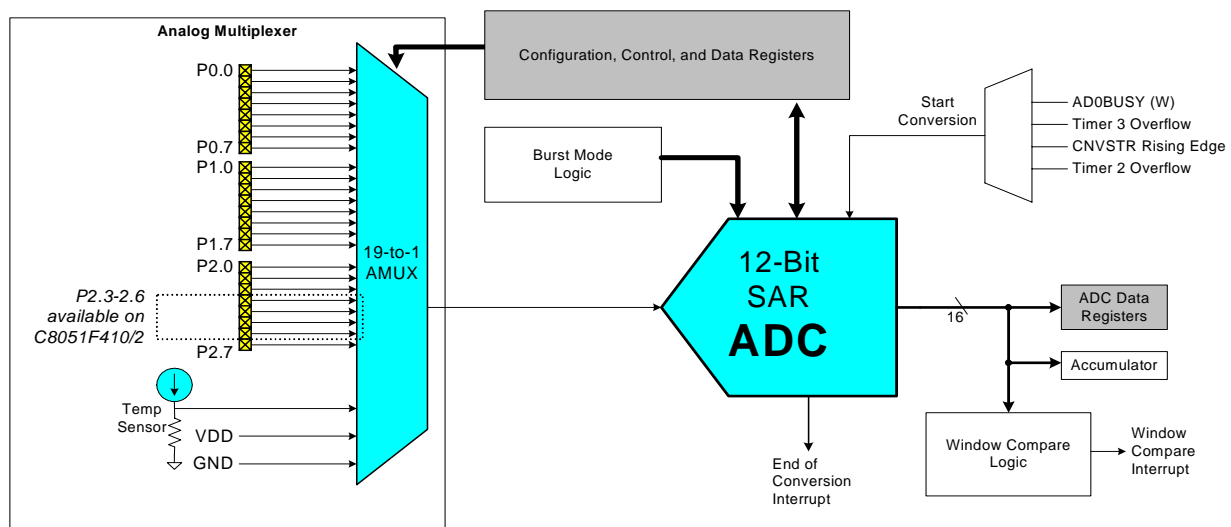 Analog Multiplexer
P0.0
P0.7
P1.0
P1.7
P2.0
P2.3-2.6
available on
C8051F410/2
P2.7
Temp
Sensor
VDD
GND
19-to-1
AMUX
Configuration, Control, and Data Registers
Burst Mode
Logic
Start
Conversion
AD0BUSY (W)
Timer 3 Overflow
CNVSTR Rising Edge
Timer 2 Overflow
12-Bit
SAR
ADC
16
ADC Data
Registers
Accumulator
Window Compare
Logic
Window
Compare
Interrupt
End of
Conversion
Interrupt